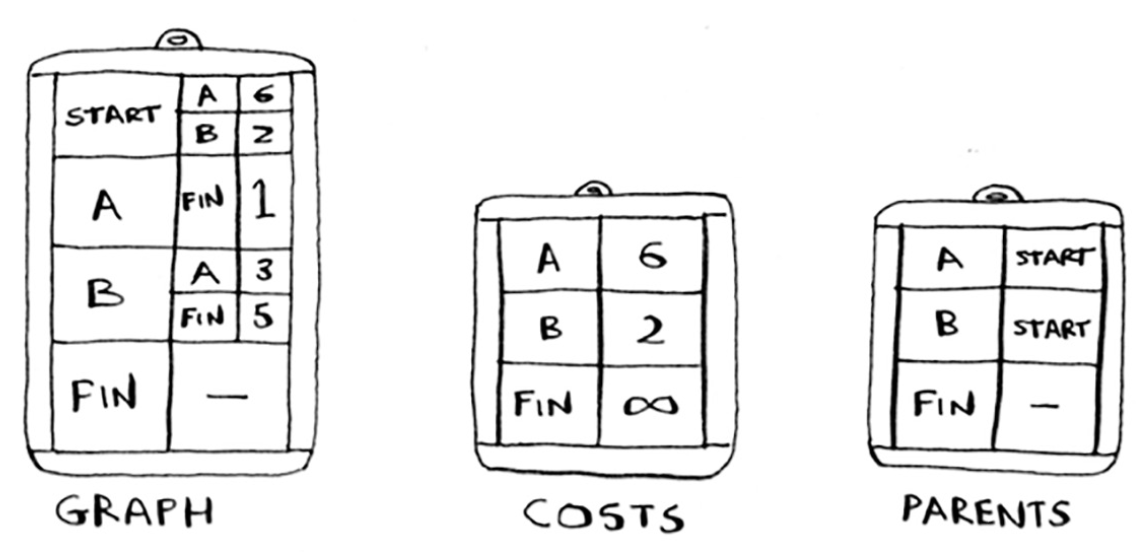 START A 6
B 2
A FIN 1
B A 3
FIN 5
FIN —
GRAPH
A 6
B 2
FIN ∞
COSTS
A START
B START
FIN —
PARENTS